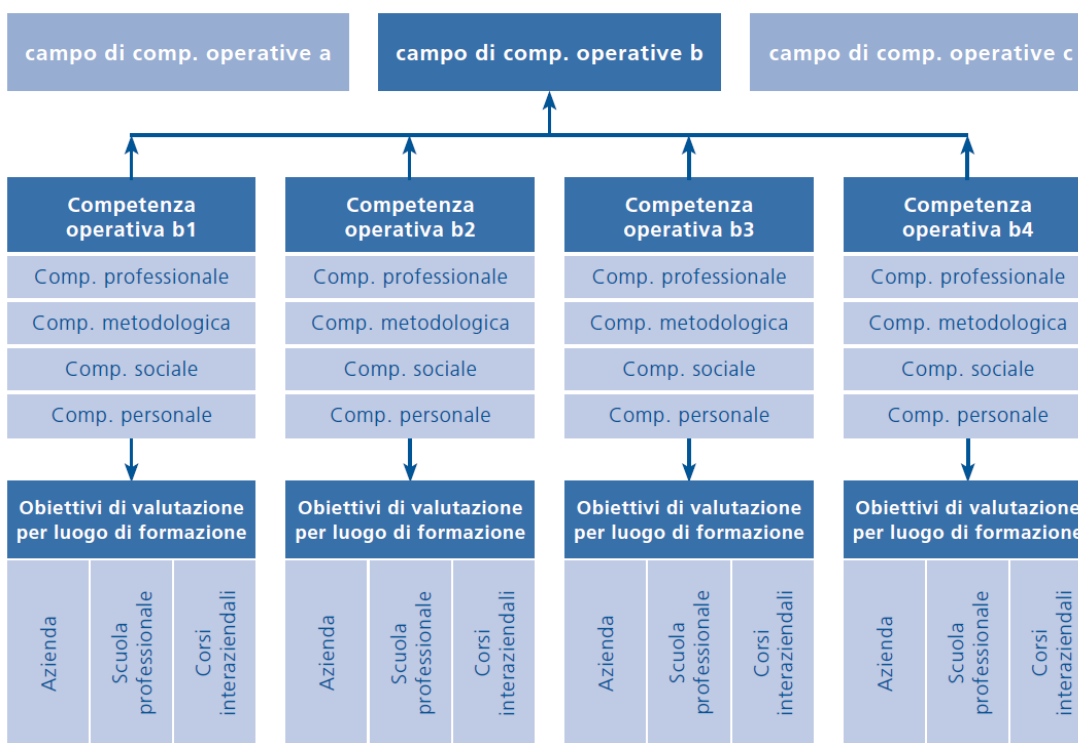 campo di comp. operative a
campo di comp. operative b
campo di comp. operative c
Competenza
operativa b1
Comp. professionale
Comp. metodologica
Comp. sociale
Comp. personale
Obiettivi di valutazione
per luogo di formazione
Azienda
Scuola
professionale
Corsi
interaziendali
Competenza
operativa b2
Comp. professionale
Comp. metodologica
Comp. sociale
Comp. personale
Obiettivi di valutazione
per luogo di formazione
Azienda
Scuola
professionale
Corsi
interaziendali
Competenza
operativa b3
Comp. professionale
Comp. metodologica
Comp. sociale
Comp. personale
Obiettivi di valutazione
per luogo di formazione
Azienda
Scuola
professionale
Corsi
interaziendali
Competenza
operativa b4
Comp. professionale
Comp. metodologica
Comp. sociale
Comp. personale
Obiettivi di valutazione
per luogo di formazione
Azienda
Scuola
professionale
Corsi
interaziendali